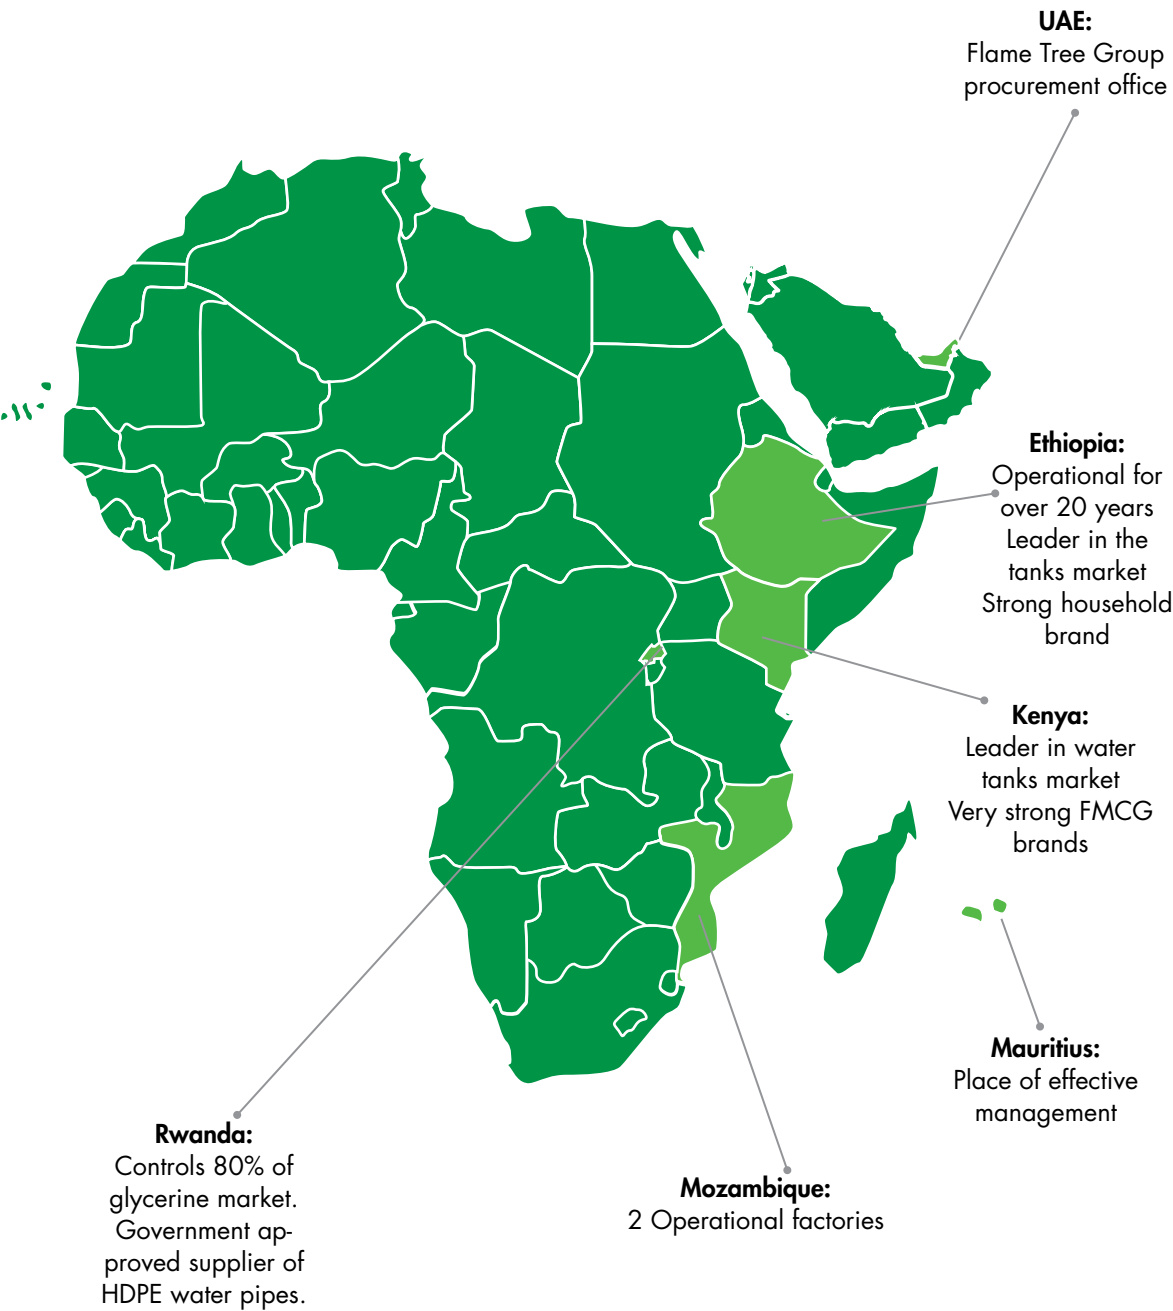 UAE:
Flame Tree Group
procurement office
Ethiopia:
Operational for
over 20 years
Leader in the
tanks market
Strong household
brand
Kenya:
Leader in water
tanks market
Very strong FMCG
brands
Mauritius:
Place of effective
management
Rwanda:
Controls 80% of
glycerine market.
Government ap-
proved supplier of
HDPE water pipes.
Mozambique:
2 Operational factories